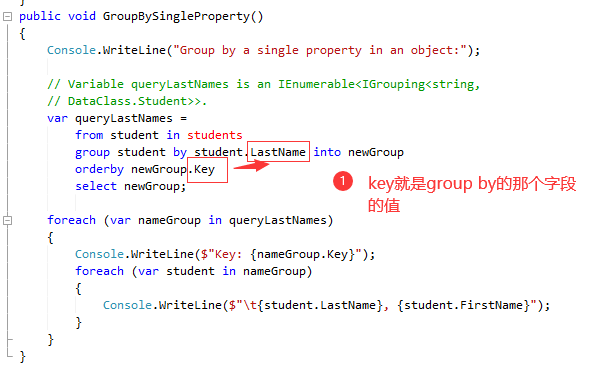 }
public void GroupBySingleProperty()
{
Console.WriteLine("Group by a single property in an object:");
// Variable queryLastNames is an IEnumerable<IGrouping<string,
// DataClass.Student>>.
var queryLastNames =
from student in students
group student by student.LastName into newGroup
orderby newGroup.Key
select newGroup;
1 key就是group by的那个字段
的值
foreach (var nameGroup in queryLastNames)
{
Console.WriteLine($"Key: {nameGroup.Key}");
foreach (var student in nameGroup)
{
Console.WriteLine($"\t{student.LastName}, {student.FirstName}");
}
}
}